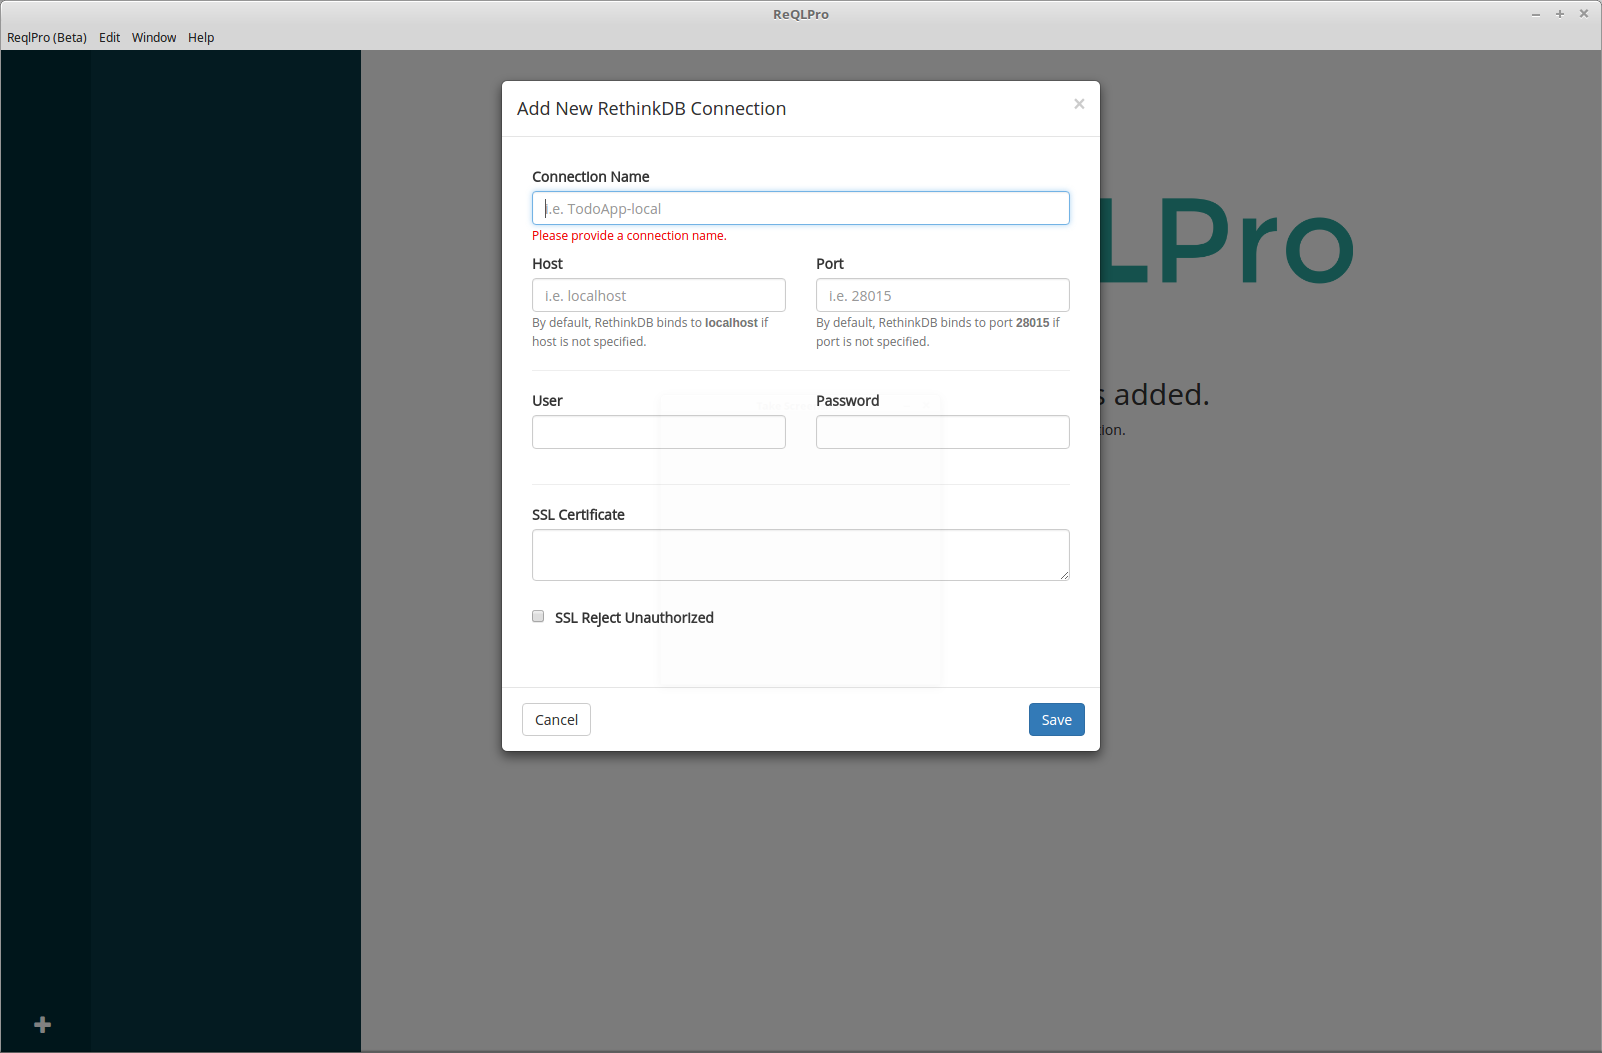 ReQLPro
ReqlPro (Beta) Edit Window Help
Add New RethinkDB Connection
×
Connection Name
i.e. TodoApp-local
Please provide a connection name.
LPro
Host Port
i.e. localhost i.e. 28015
By default, RethinkDB binds to localhost if
host is not specified.
By default, RethinkDB binds to port 28015 if
port is not specified.
User Password
s added.
tion.
SSL Certificate
SSL Reject Unauthorized
Cancel Save